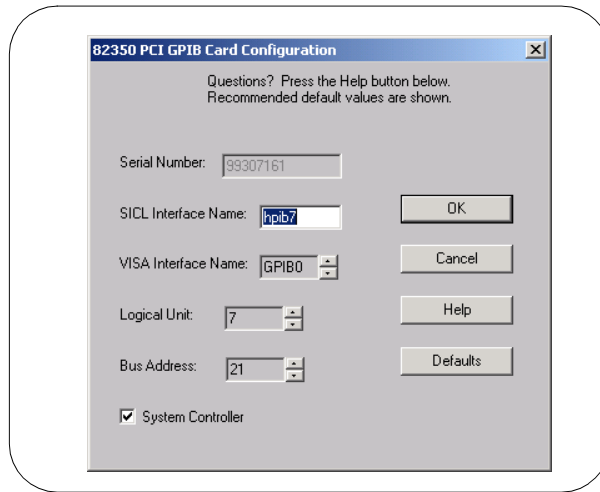 82350 PCI GPIB Card Configuration
Questions? Press the Help button below.
Recommended default values are shown.
Serial Number: 99307161
SICL Interface Name: hpib7
OK
VISA Interface Name: GPIB0
Cancel
Logical Unit: 7
Help
Bus Address: 21
Defaults
System Controller